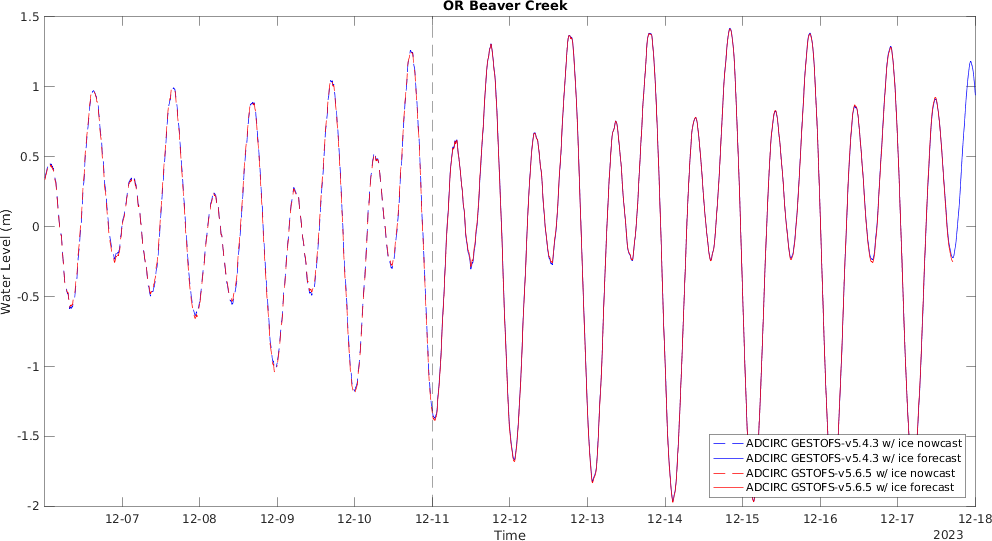 OR Beaver Creek
1.5
1
0.5
0
-0.5
-1
-1.5
-2
Water Level (m)
ADCIRC GESTOFS-v5.4.3 w/ ice nowcast
ADCIRC GESTOFS-v5.4.3 w/ ice forecast
ADCIRC GSTOFS-v5.6.5 w/ ice nowcast
ADCIRC GSTOFS-v5.6.5 w/ ice forecast
12-07 12-08 12-09 12-10 12-11 12-12 12-13 12-14 12-15 12-16 12-17 12-18
Time
2023